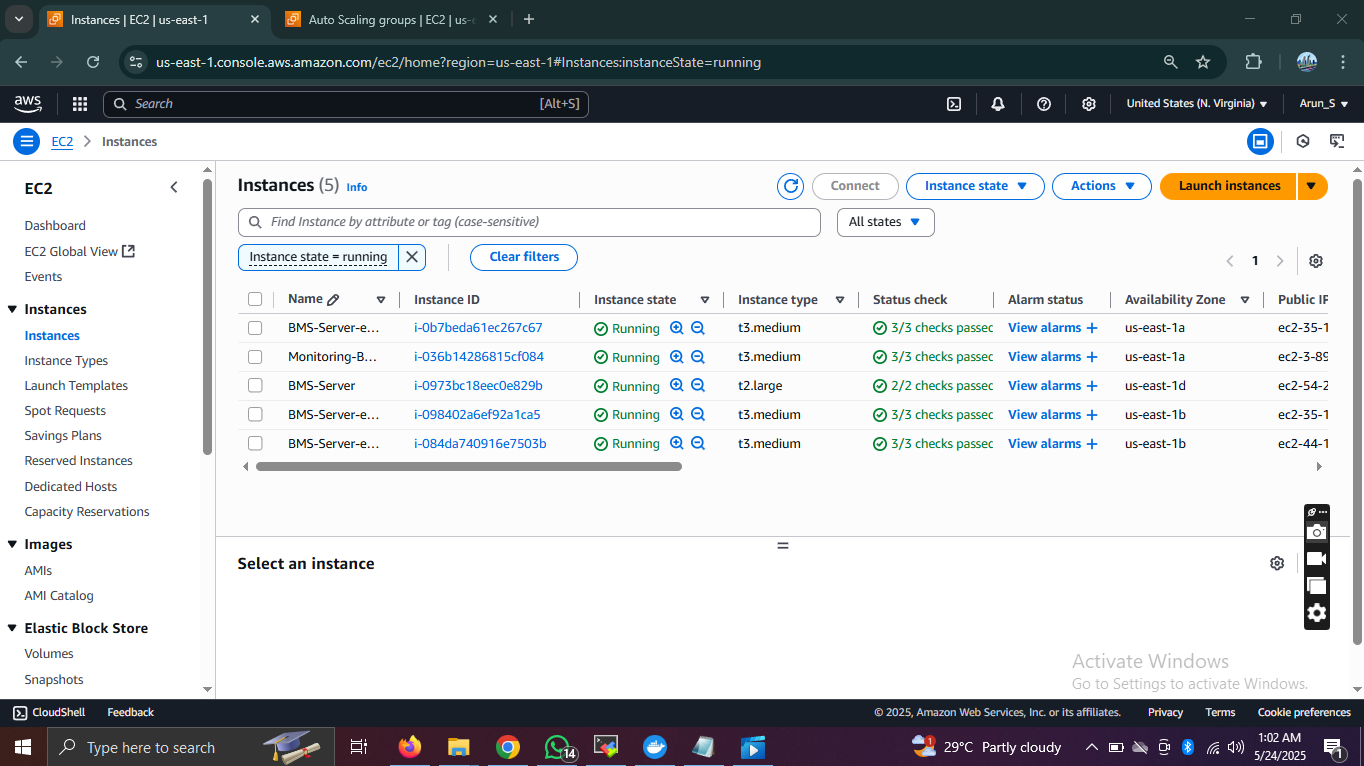 Instances | EC2 | us-east-1
Auto Scaling groups | EC2 | us-e
us-east-1.console.aws.amazon.com/ec2/home?region=us-east-1#Instances:instanceState=running
aws Search [Alt+S] United States (N. Virginia) Arun_S
EC2 Instances
EC2
Dashboard
EC2 Global View
Events
Instances
Instances
Instance Types
Launch Templates
Spot Requests
Savings Plans
Reserved Instances
Dedicated Hosts
Capacity Reservations
Images
AMIs
AMI Catalog
Elastic Block Store
Volumes
Snapshots
Instances (5) Info
Connect Instance state Actions Launch instances
Find Instance by attribute or tag (case-sensitive) All states
Instance state = running Clear filters 1
Name Instance ID Instance state Instance type Status check Alarm status Availability Zone Public IP
BMS-Server-e... i-0b7beda61ec267c67 Running t3.medium 3/3 checks passed View alarms + us-east-1a ec2-35-1
Monitoring-B... i-036b14286815cf084 Running t3.medium 3/3 checks passed View alarms + us-east-1a ec2-3-89
BMS-Server i-0973bc18eec0e829b Running t2.large 2/2 checks passed View alarms + us-east-1d ec2-54-2
BMS-Server-e... i-098402a6ef92a1ca5 Running t3.medium 3/3 checks passed View alarms + us-east-1b ec2-35-1
BMS-Server-e... i-084da740916e7503b Running t3.medium 3/3 checks passed View alarms + us-east-1b ec2-44-1
Select an instance
Activate Windows
Go to Settings to activate Windows.
CloudShell Feedback © 2025, Amazon Web Services, Inc. or its affiliates. Privacy Terms Cookie preferences
Type here to search 14 1 29°C Partly cloudy 1:02 AM 1
5/24/2025